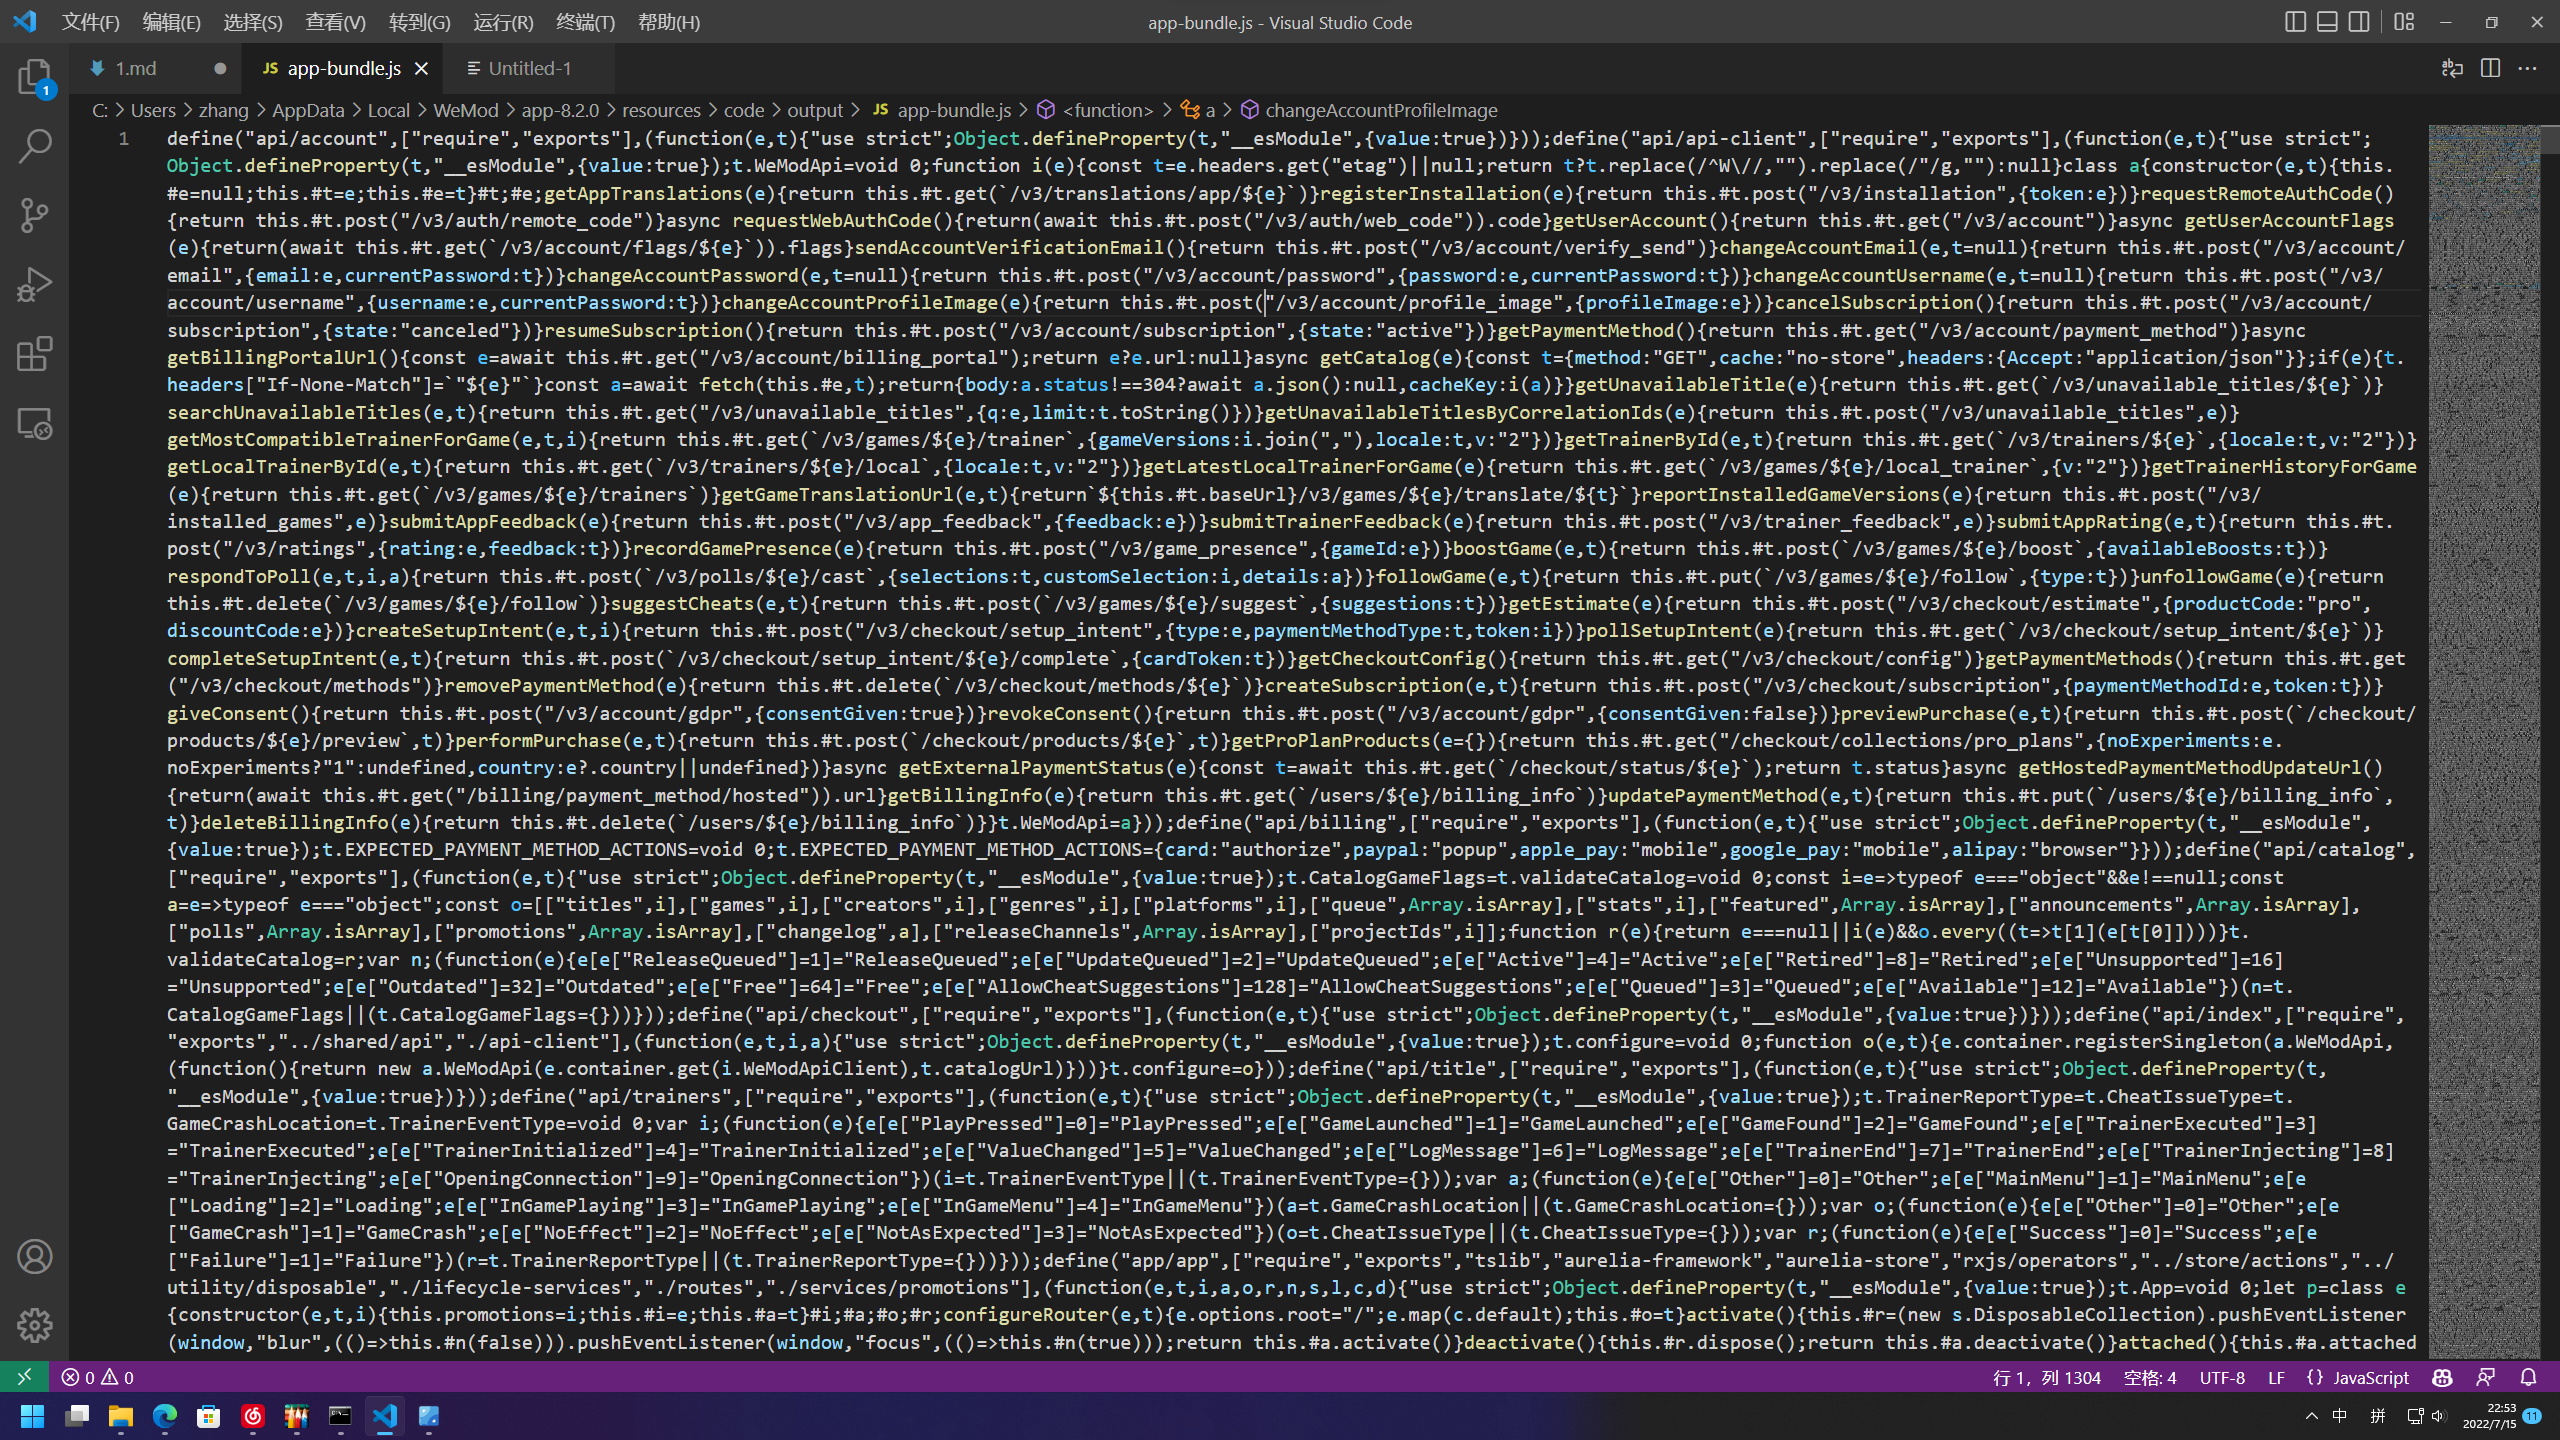 文件(F) 编辑(E) 选择(S) 查看(V) 转到(G) 运行(R) 终端(T) 帮助(H) app-bundle.js - Visual Studio Code
1.md JS app-bundle.js Untitled-1
1
C: > Users > zhang > AppData > Local > WeMod > app-8.2.0 > resources > code > output > JS app-bundle.js > <function> > a > changeAccountProfileImage
1 define("api/account",["require","exports"],(function(e,t){"use strict";Object.defineProperty(t,"__esModule",{value:true})}));define("api/api-client",["require","exports"],(function(e,t){"use strict";
Object.defineProperty(t,"__esModule",{value:true});t.WeModApi=void 0;function i(e){const t=e.headers.get("etag")||null;return t?t.replace(/^W\//,"").replace(/"/g,""):null}class a{constructor(e,t){this.
#e=null;this.#t=e;this.#e=t}#t;#e;getAppTranslations(e){return this.#t.get(`/v3/translations/app/${e}`)}registerInstallation(e){return this.#t.post("/v3/installation",{token:e})}requestRemoteAuthCode()
{return this.#t.post("/v3/auth/remote_code")}async requestWebAuthCode(){return(await this.#t.post("/v3/auth/web_code")).code}getUserAccount(){return this.#t.get("/v3/account")}async getUserAccountFlags
(e){return(await this.#t.get(`/v3/account/flags/${e}`)).flags}sendAccountVerificationEmail(){return this.#t.post("/v3/account/verify_send")}changeAccountEmail(e,t=null){return this.#t.post("/v3/account/
email",{email:e,currentPassword:t})}changeAccountPassword(e,t=null){return this.#t.post("/v3/account/password",{password:e,currentPassword:t})}changeAccountUsername(e,t=null){return this.#t.post("/v3/
account/username",{username:e,currentPassword:t})}changeAccountProfileImage(e){return this.#t.post("/v3/account/profile_image",{profileImage:e})}cancelSubscription(){return this.#t.post("/v3/account/
subscription",{state:"canceled"})}resumeSubscription(){return this.#t.post("/v3/account/subscription",{state:"active"})}getPaymentMethod(){return this.#t.get("/v3/account/payment_method")}async
getBillingPortalUrl(){const e=await this.#t.get("/v3/account/billing_portal");return e?e.url:null}async getCatalog(e){const t={method:"GET",cache:"no-store",headers:{Accept:"application/json"}};if(e){t.
headers["If-None-Match"]=`"${e}"`}const a=await fetch(this.#e,t);return{body:a.status!==304?await a.json():null,cacheKey:i(a)}}getUnavailableTitle(e){return this.#t.get(`/v3/unavailable_titles/${e}`)}
searchUnavailableTitles(e,t){return this.#t.get("/v3/unavailable_titles",{q:e,limit:t.toString()})}getUnavailableTitlesByCorrelationIds(e){return this.#t.post("/v3/unavailable_titles",e)}
getMostCompatibleTrainerForGame(e,t,i){return this.#t.get(`/v3/games/${e}/trainer`,{gameVersions:i.join(","),locale:t,v:"2"})}getTrainerById(e,t){return this.#t.get(`/v3/trainers/${e}`,{locale:t,v:"2"})}
getLocalTrainerById(e,t){return this.#t.get(`/v3/trainers/${e}/local`,{locale:t,v:"2"})}getLatestLocalTrainerForGame(e){return this.#t.get(`/v3/games/${e}/local_trainer`,{v:"2"})}getTrainerHistoryForGame
(e){return this.#t.get(`/v3/games/${e}/trainers`)}getGameTranslationUrl(e,t){return`${this.#t.baseUrl}/v3/games/${e}/translate/${t}`}reportInstalledGameVersions(e){return this.#t.post("/v3/
installed_games",e)}submitAppFeedback(e){return this.#t.post("/v3/app_feedback",{feedback:e})}submitTrainerFeedback(e){return this.#t.post("/v3/trainer_feedback",e)}submitAppRating(e,t){return this.#t.
post("/v3/ratings",{rating:e,feedback:t})}recordGamePresence(e){return this.#t.post("/v3/game_presence",{gameId:e})}boostGame(e,t){return this.#t.post(`/v3/games/${e}/boost`,{availableBoosts:t})}
respondToPoll(e,t,i,a){return this.#t.post(`/v3/polls/${e}/cast`,{selections:t,customSelection:i,details:a})}followGame(e,t){return this.#t.put(`/v3/games/${e}/follow`,{type:t})}unfollowGame(e){return
this.#t.delete(`/v3/games/${e}/follow`)}suggestCheats(e,t){return this.#t.post(`/v3/games/${e}/suggest`,{suggestions:t})}getEstimate(e){return this.#t.post("/v3/checkout/estimate",{productCode:"pro",
discountCode:e})}createSetupIntent(e,t,i){return this.#t.post("/v3/checkout/setup_intent",{type:e,paymentMethodType:t,token:i})}pollSetupIntent(e){return this.#t.get(`/v3/checkout/setup_intent/${e}`)}
completeSetupIntent(e,t){return this.#t.post(`/v3/checkout/setup_intent/${e}/complete`,{cardToken:t})}getCheckoutConfig(){return this.#t.get("/v3/checkout/config")}getPaymentMethods(){return this.#t.get
("/v3/checkout/methods")}removePaymentMethod(e){return this.#t.delete(`/v3/checkout/methods/${e}`)}createSubscription(e,t){return this.#t.post("/v3/checkout/subscription",{paymentMethodId:e,token:t})}
giveConsent(){return this.#t.post("/v3/account/gdpr",{consentGiven:true})}revokeConsent(){return this.#t.post("/v3/account/gdpr",{consentGiven:false})}previewPurchase(e,t){return this.#t.post(`/checkout/
products/${e}/preview`,t)}performPurchase(e,t){return this.#t.post(`/checkout/products/${e}`,t)}getProPlanProducts(e={}){return this.#t.get("/checkout/collections/pro_plans",{noExperiments:e.
noExperiments?"1":undefined,country:e?.country||undefined})}async getExternalPaymentStatus(e){const t=await this.#t.get(`/checkout/status/${e}`);return t.status}async getHostedPaymentMethodUpdateUrl()
{return(await this.#t.get("/billing/payment_method/hosted")).url}getBillingInfo(e){return this.#t.get(`/users/${e}/billing_info`)}updatePaymentMethod(e,t){return this.#t.put(`/users/${e}/billing_info`,
t)}deleteBillingInfo(e){return this.#t.delete(`/users/${e}/billing_info`)}}t.WeModApi=a}));define("api/billing",["require","exports"],(function(e,t){"use strict";Object.defineProperty(t,"__esModule",
{value:true});t.EXPECTED_PAYMENT_METHOD_ACTIONS=void 0;t.EXPECTED_PAYMENT_METHOD_ACTIONS={card:"authorize",paypal:"popup",apple_pay:"mobile",google_pay:"mobile",alipay:"browser"}}));define("api/catalog",
["require","exports"],(function(e,t){"use strict";Object.defineProperty(t,"__esModule",{value:true});t.CatalogGameFlags=t.validateCatalog=void 0;const i=e=>typeof e==="object"&&e!==null;const
a=e=>typeof e==="object";const o=[["titles",i],["games",i],["creators",i],["genres",i],["platforms",i],["queue",Array.isArray],["stats",i],["featured",Array.isArray],["announcements",Array.isArray],
["polls",Array.isArray],["promotions",Array.isArray],["changelog",a],["releaseChannels",Array.isArray],["projectIds",i]];function r(e){return e===null||i(e)&&o.every((t=>t[1](e[t[0]])))}t.
validateCatalog=r;var n;(function(e){e[e["ReleaseQueued"]=1]="ReleaseQueued";e[e["UpdateQueued"]=2]="UpdateQueued";e[e["Active"]=4]="Active";e[e["Retired"]=8]="Retired";e[e["Unsupported"]=16]
="Unsupported";e[e["Outdated"]=32]="Outdated";e[e["Free"]=64]="Free";e[e["AllowCheatSuggestions"]=128]="AllowCheatSuggestions";e[e["Queued"]=3]="Queued";e[e["Available"]=12]="Available"})(n=t.
CatalogGameFlags||(t.CatalogGameFlags={}))}));define("api/checkout",["require","exports"],(function(e,t){"use strict";Object.defineProperty(t,"__esModule",{value:true})}));define("api/index",["require",
"exports","../shared/api","./api-client"],(function(e,t,i,a){"use strict";Object.defineProperty(t,"__esModule",{value:true});t.configure=void 0;function o(e,t){e.container.registerSingleton(a.WeModApi,
(function(){return new a.WeModApi(e.container.get(i.WeModApiClient),t.catalogUrl)}))}t.configure=o}));define("api/title",["require","exports"],(function(e,t){"use strict";Object.defineProperty(t,
"__esModule",{value:true})}));define("api/trainers",["require","exports"],(function(e,t){"use strict";Object.defineProperty(t,"__esModule",{value:true});t.TrainerReportType=t.CheatIssueType=t.
GameCrashLocation=t.TrainerEventType=void 0;var i;(function(e){e[e["PlayPressed"]=0]="PlayPressed";e[e["GameLaunched"]=1]="GameLaunched";e[e["GameFound"]=2]="GameFound";e[e["TrainerExecuted"]=3]
="TrainerExecuted";e[e["TrainerInitialized"]=4]="TrainerInitialized";e[e["ValueChanged"]=5]="ValueChanged";e[e["LogMessage"]=6]="LogMessage";e[e["TrainerEnd"]=7]="TrainerEnd";e[e["TrainerInjecting"]=8]
="TrainerInjecting";e[e["OpeningConnection"]=9]="OpeningConnection"})(i=t.TrainerEventType||(t.TrainerEventType={}));var a;(function(e){e[e["Other"]=0]="Other";e[e["MainMenu"]=1]="MainMenu";e[e
["Loading"]=2]="Loading";e[e["InGamePlaying"]=3]="InGamePlaying";e[e["InGameMenu"]=4]="InGameMenu"})(a=t.GameCrashLocation||(t.GameCrashLocation={}));var o;(function(e){e[e["Other"]=0]="Other";e[e
["GameCrash"]=1]="GameCrash";e[e["NoEffect"]=2]="NoEffect";e[e["NotAsExpected"]=3]="NotAsExpected"})(o=t.CheatIssueType||(t.CheatIssueType={}));var r;(function(e){e[e["Success"]=0]="Success";e[e
["Failure"]=1]="Failure"})(r=t.TrainerReportType||(t.TrainerReportType={}))}));define("app/app",["require","exports","tslib","aurelia-framework","aurelia-store","rxjs/operators","../store/actions","../
utility/disposable","./lifecycle-services","./routes","./services/promotions"],(function(e,t,i,a,o,r,n,s,l,c,d){"use strict";Object.defineProperty(t,"__esModule",{value:true});t.App=void 0;let p=class e
{constructor(e,t,i){this.promotions=i;this.#i=e;this.#a=t}#i;#a;#o;#r;configureRouter(e,t){e.options.root="/";e.map(c.default);this.#o=t}activate(){this.#r=(new s.DisposableCollection).pushEventListener
(window,"blur",(()=>this.#n(false))).pushEventListener(window,"focus",(()=>this.#n(true)));return this.#a.activate()}deactivate(){this.#r.dispose();return this.#a.deactivate()}attached(){this.#a.attached
0 0 行 1，列 1304 空格: 4 UTF-8 LF {} JavaScript
中 拼 22:53
2022/7/15 11